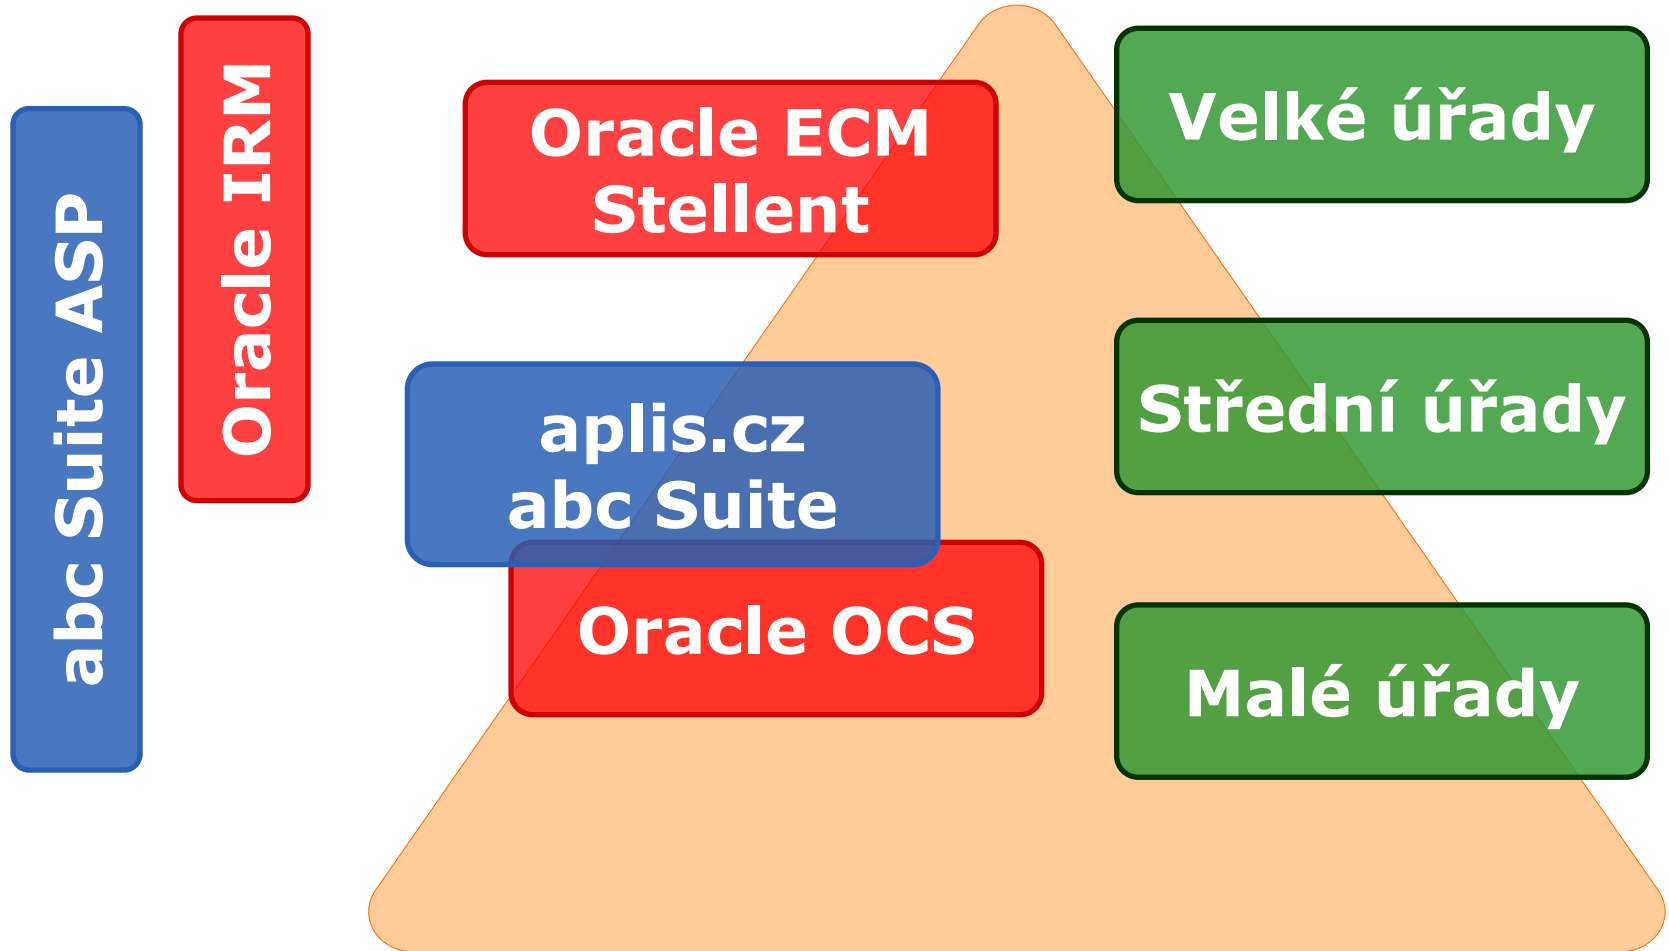 abc Suite ASP
Oracle IRM
Oracle ECM
Stellent
aplis.cz
abc Suite
Oracle OCS
Velké úřady
Střední úřady
Malé úřady